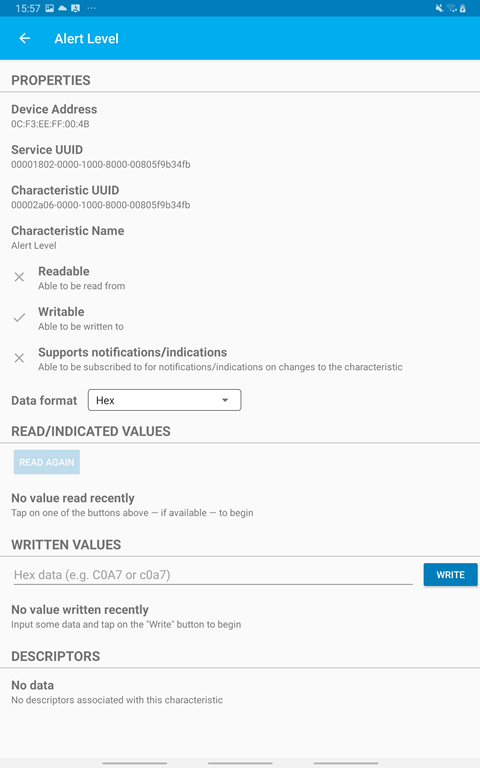 15:57
Alert Level
PROPERTIES
Device Address
0C:F3:EE:FF:00:4B
Service UUID
00001802-0000-1000-8000-00805f9b34fb
Characteristic UUID
00002a06-0000-1000-8000-00805f9b34fb
Characteristic Name
Alert Level
Readable
Able to be read from
Writable
Able to be written to
Supports notifications/indications
Able to be subscribed to for notifications/indications on changes to the characteristic
Data format Hex
READ/INDICATED VALUES
READ AGAIN
No value read recently
Tap on one of the buttons above — if available — to begin
WRITTEN VALUES
Hex data (e.g. C0A7 or c0a7) WRITE
No value written recently
Input some data and tap on the "Write" button to begin
DESCRIPTORS
No data
No descriptors associated with this characteristic